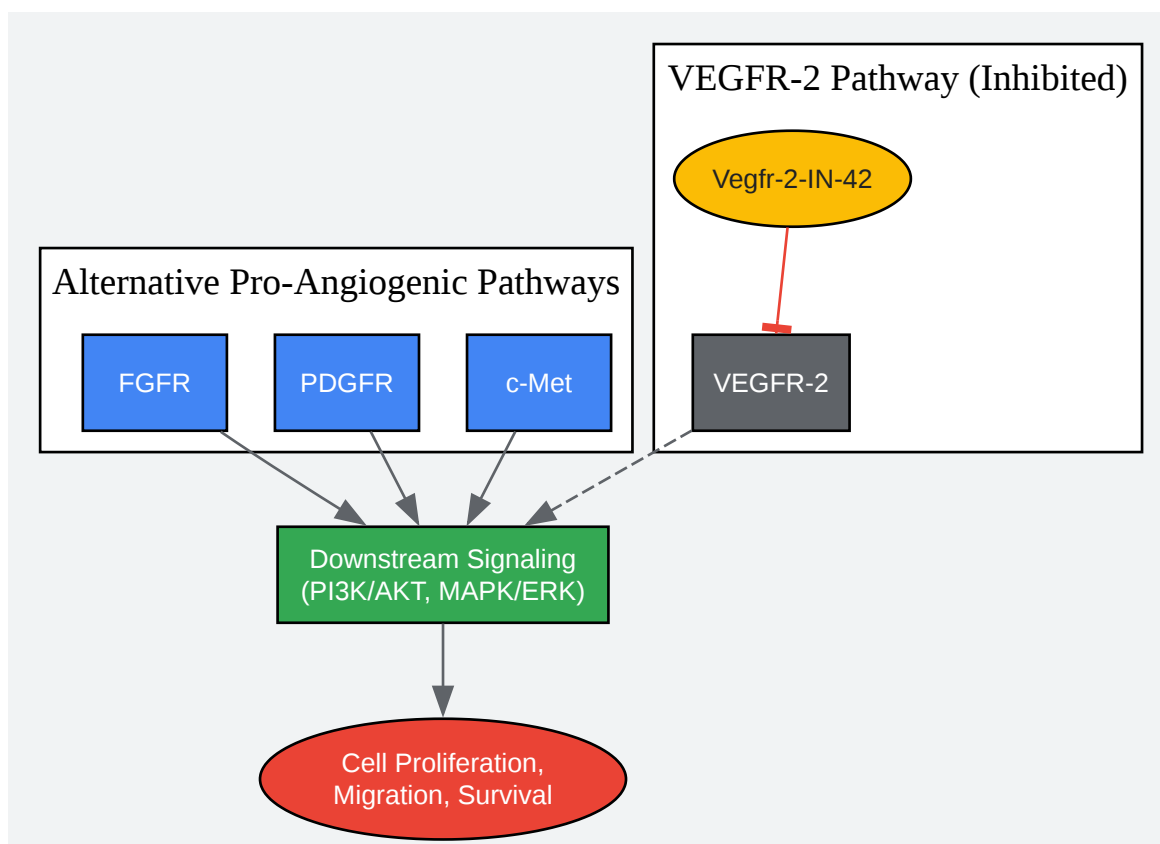 VEGFR-2 Pathway (Inhibited)
Vegfr-2-IN-42
Alternative Pro-Angiogenic Pathways
FGFR
PDGFR
c-Met
VEGFR-2
Downstream Signaling
(PI3K/AKT, MAPK/ERK)
Cell Proliferation,
Migration, Survival